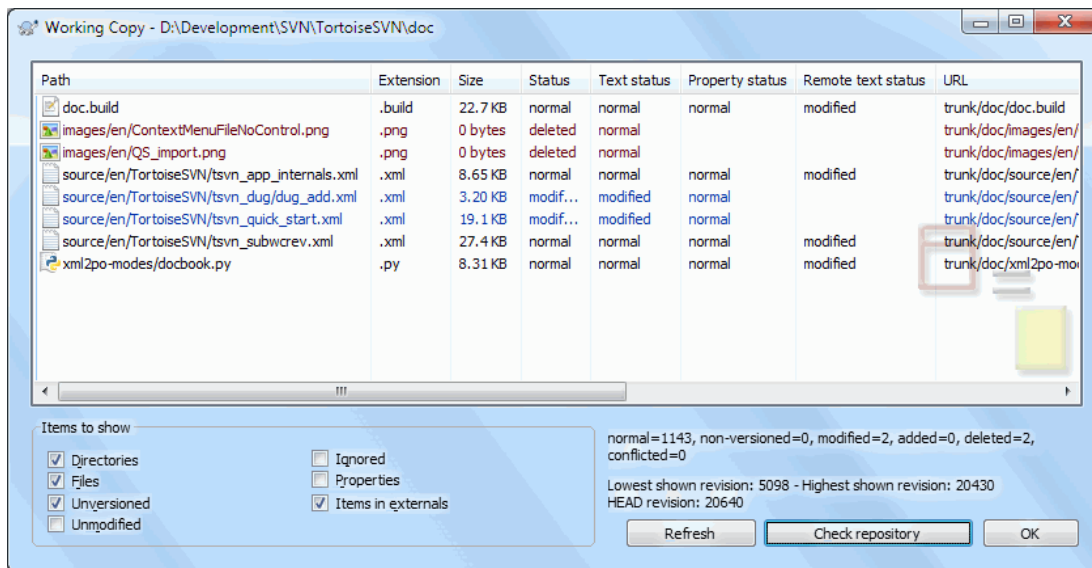 Working Copy - D:\Development\SVN\TortoiseSVN\doc
Path Extension Size Status Text status Property status Remote text status URL
doc.build .build 22.7 KB normal normal normal modified trunk/doc/doc.build
images/en/ContextMenuFileNoControl.png .png 0 bytes deleted normal trunk/doc/images/en/
images/en/QS_import.png .png 0 bytes deleted normal trunk/doc/images/en/
source/en/TortoiseSVN/tsvn_app_internals.xml .xml 8.65 KB normal normal normal modified trunk/doc/source/en/
source/en/TortoiseSVN/tsvn_dug/dug_add.xml .xml 3.20 KB modif... modified normal trunk/doc/source/en/
source/en/TortoiseSVN/tsvn_quick_start.xml .xml 19.1 KB modif... modified normal trunk/doc/source/en/
source/en/TortoiseSVN/tsvn_subwcrev.xml .xml 27.4 KB normal normal normal modified trunk/doc/source/en/
xml2po-modes/docbook.py .py 8.31 KB normal normal normal modified trunk/doc/xml2po-mo
Items to show
Directories
Files
Unversioned
Unmodified
Ignored
Properties
Items in externals
normal=1143, non-versioned=0, modified=2, added=0, deleted=2,
conflicted=0
Lowest shown revision: 5098 - Highest shown revision: 20430
HEAD revision: 20640
Refresh Check repository OK